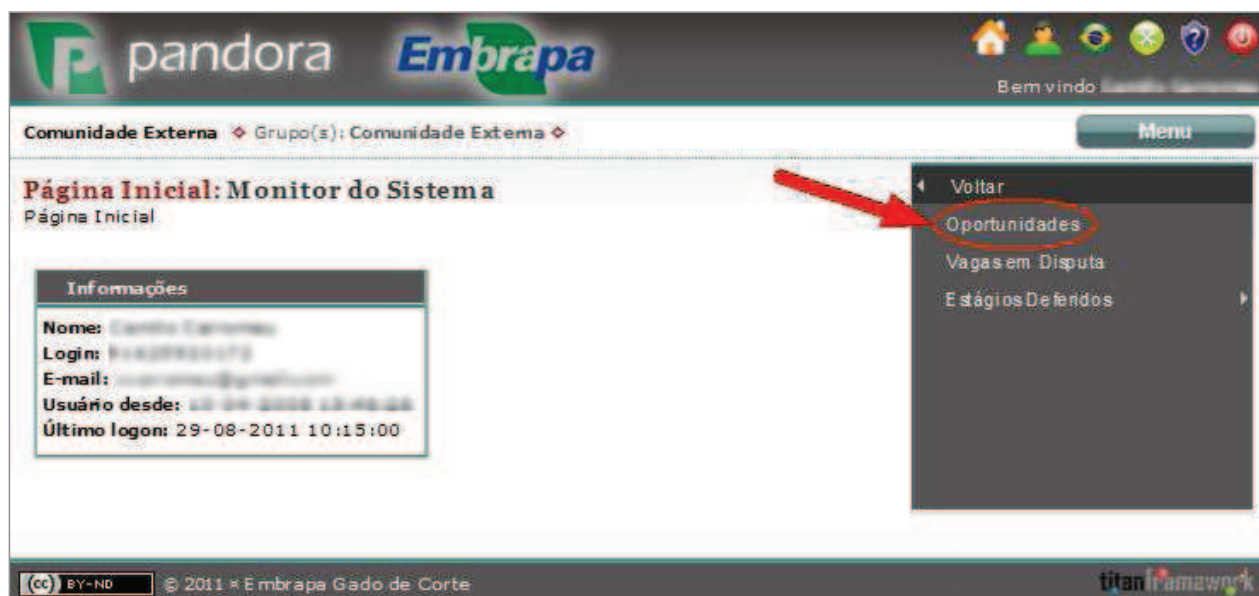 pandora Embrapa
Bem vindo
Comunidade Externa Grupo(s): Comunidade Externa
Menu
Página Inicial: Monitor do Sistema
Página Inicial
Voltar
Oportunidades
Vagas em Disputa
Estágios Deferidos
Informações
Nome:
Login:
E-mail:
Usuário desde:
Último logon: 29-08-2011 10:15:00
(cc) BY-ND © 2011 × Embrapa Gado de Corte
titanframework